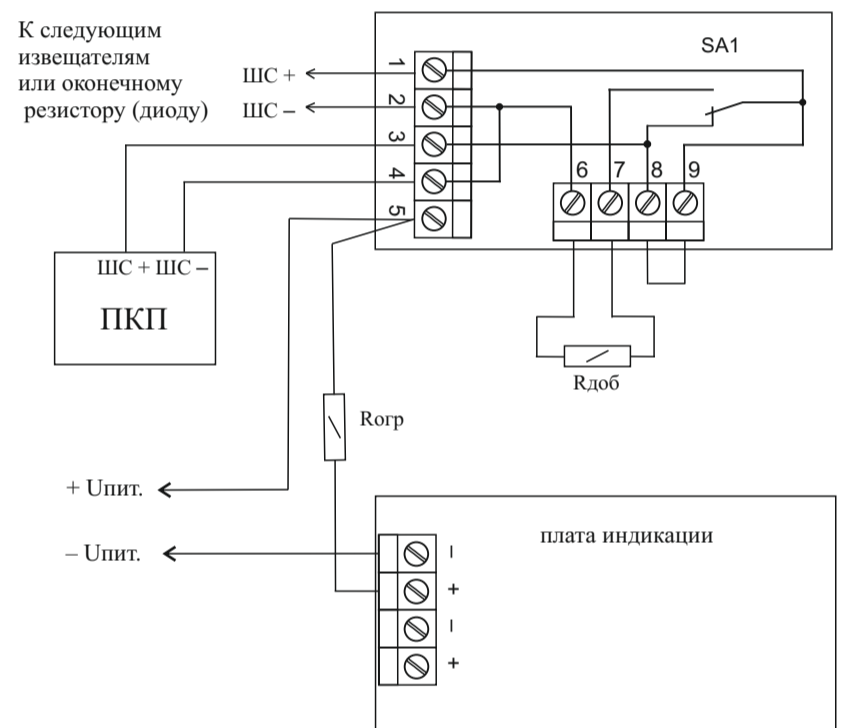 К следующим
извещателям
или оконечному
резистору (диоду)
ШС +
ШС –
1
2
3
4
5
SA1
6 7 8 9
ШС + ШС –
ПКП
Rдоб
Rогр
+ Uпит.
– Uпит.
плата индикации
–
+
–
+